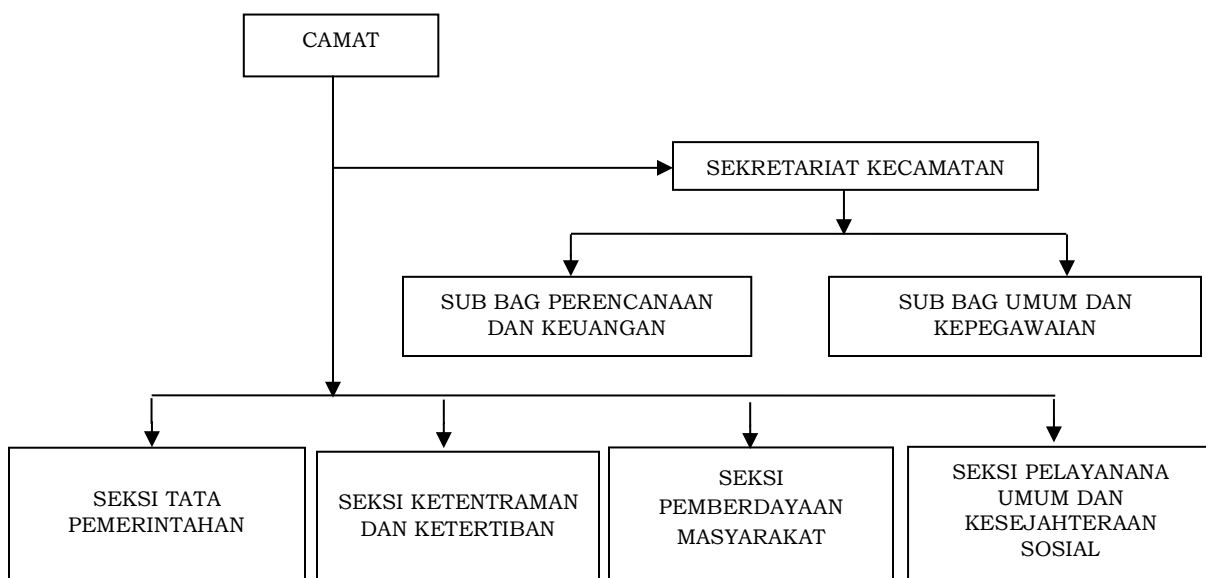 CAMAT
SEKRETARIAT KECAMATAN
SUB BAG PERENCANAAN
DAN KEUANGAN
SUB BAG UMUM DAN
KEPEGAWAIAN
SEKSI TATA
PEMERINTAHAN
SEKSI KETENTRAMAN
DAN KETERTIBAN
SEKSI
PEMBERDAYAAN
MASYARAKAT
SEKSI PELAYANANA
UMUM DAN
KESEJAHTERAAN
SOSIAL